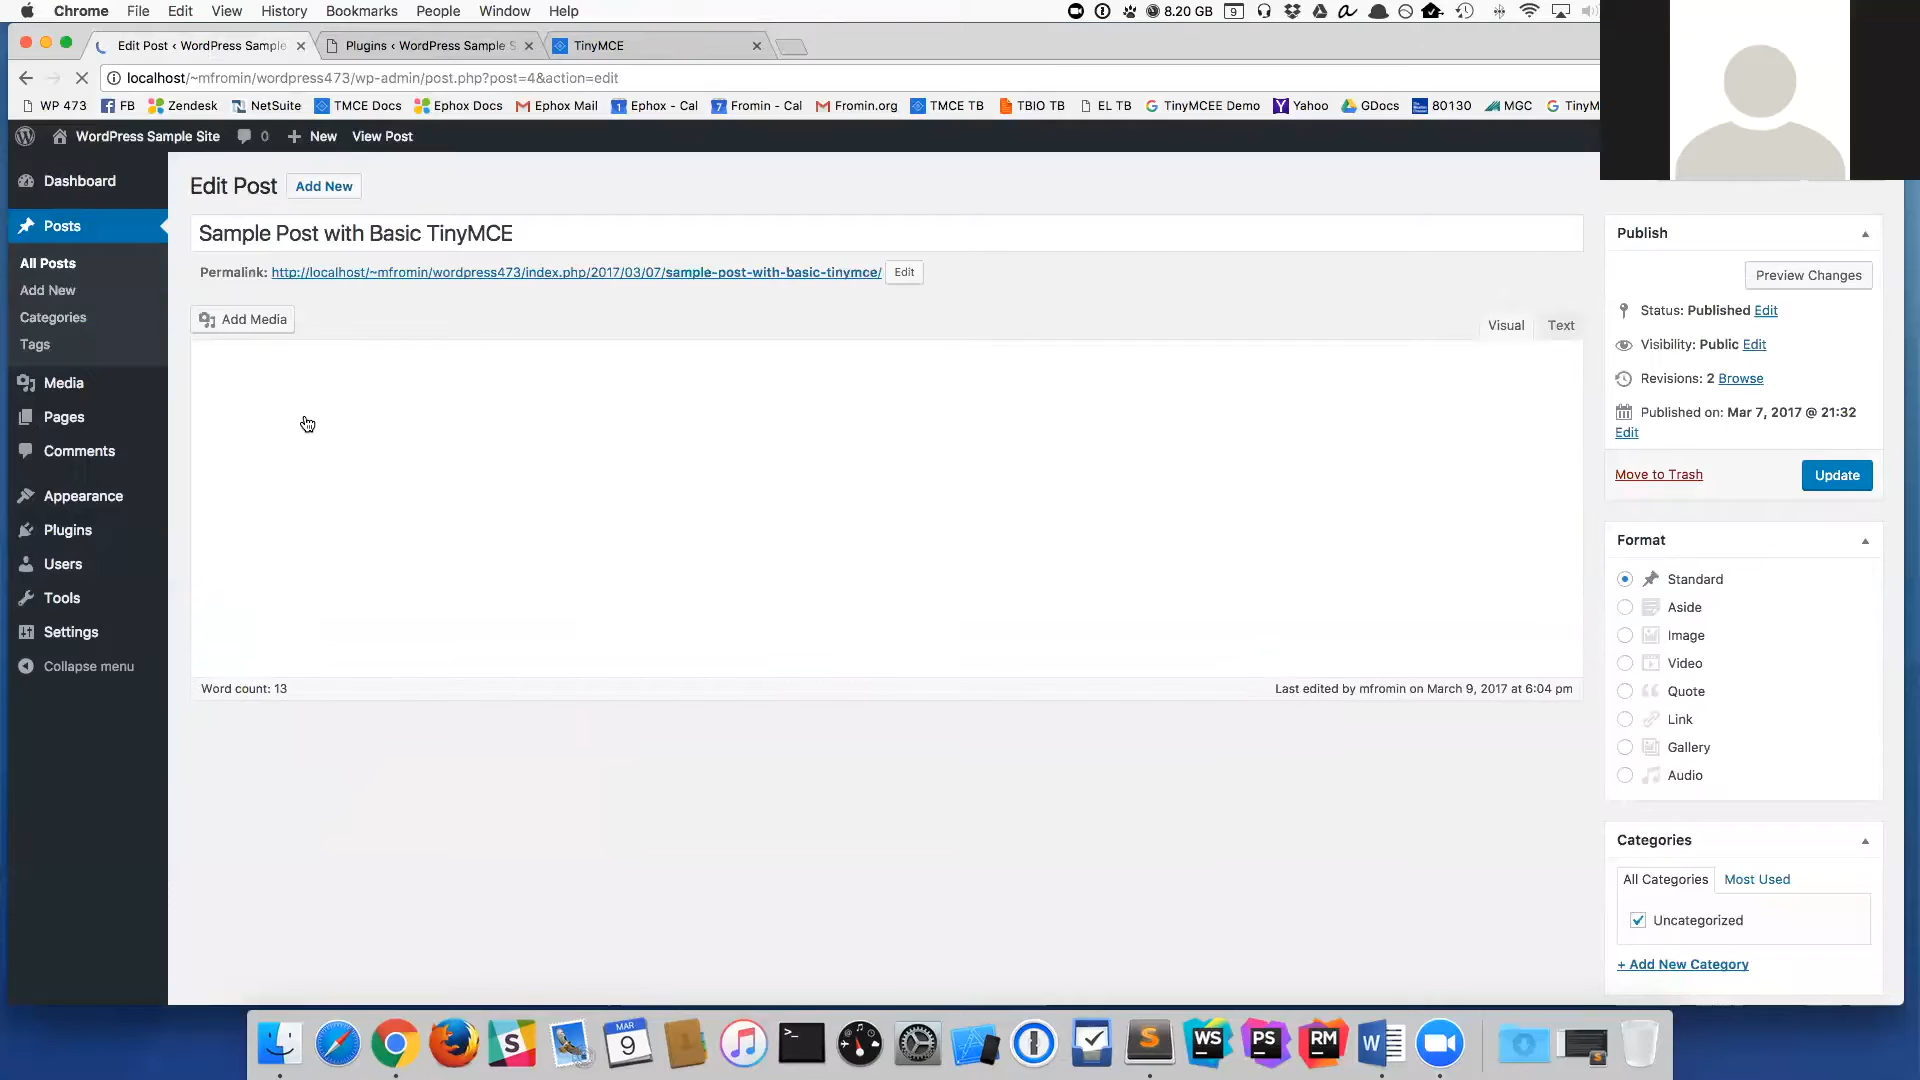 Chrome File Edit View History Bookmarks People Window Help
8.20 GB 9
Edit Post ‹ WordPress Sample Plugins ‹ WordPress Sample S TinyMCE
localhost/~mfromin/wordpress473/wp-admin/post.php?post=4&action=edit
WP 473 FB Zendesk NetSuite TMCE Docs Ephox Docs Ephox Mail Ephox - Cal Fromin - Cal Fromin.org TMCE TB TBIO TB EL TB TinyMCEE Demo Yahoo GDocs 80130 MGC TinyM
WordPress Sample Site 0 New View Post
Dashboard
Posts
All Posts
Add New
Categories
Tags
Media
Pages
Comments
Appearance
Plugins
Users
Tools
Settings
Collapse menu
Edit Post Add New
Sample Post with Basic TinyMCE
Permalink: http://localhost/~mfromin/wordpress473/index.php/2017/03/07/sample-post-with-basic-tinymce/ Edit
Add Media
Visual Text
Word count: 13
Last edited by mfromin on March 9, 2017 at 6:04 pm
Publish
Preview Changes
Status: Published Edit
Visibility: Public Edit
Revisions: 2 Browse
Published on: Mar 7, 2017 @ 21:32
Edit
Move to Trash Update
Format
Standard
Aside
Image
Video
Quote
Link
Gallery
Audio
Categories
All Categories Most Used
Uncategorized
+ Add New Category
MAR
9
S
WS
PS
RM
W